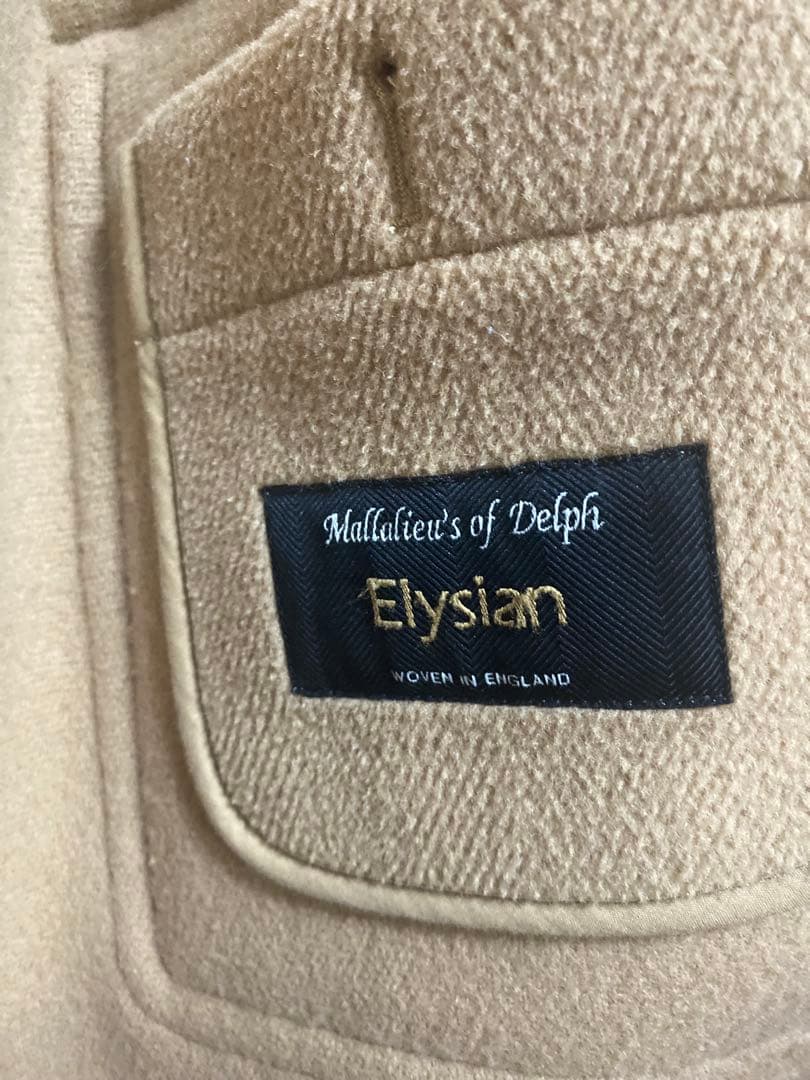 Mallalieu's of Delph
Elysian
WOVEN IN ENGLAND